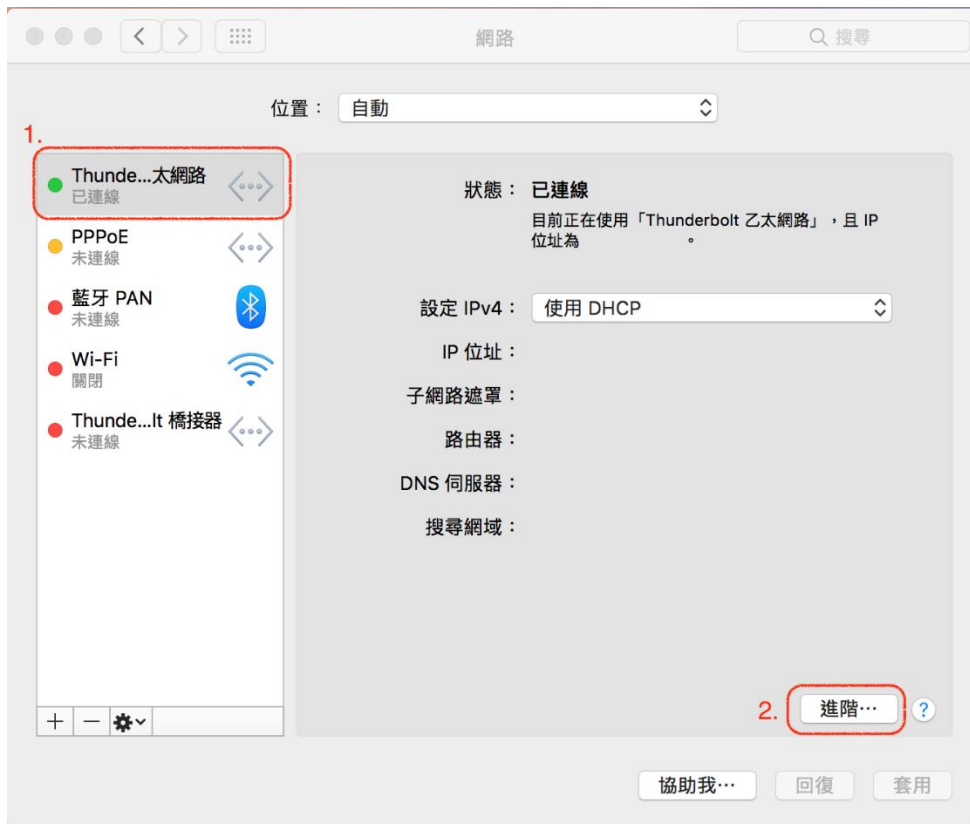 網路
搜尋
位置： 自動
1.
Thunde...太網路
已連線
PPPoE
未連線
藍牙 PAN
未連線
Wi-Fi
關閉
Thunde...lt 橋接器
未連線
狀態： 已連線
目前正在使用「Thunderbolt 乙太網路」，且 IP
位址為 。
設定 IPv4： 使用 DHCP
IP 位址：
子網路遮罩：
路由器：
DNS 伺服器：
搜尋網域：
2. 進階… ?
協助我… 回復 套用